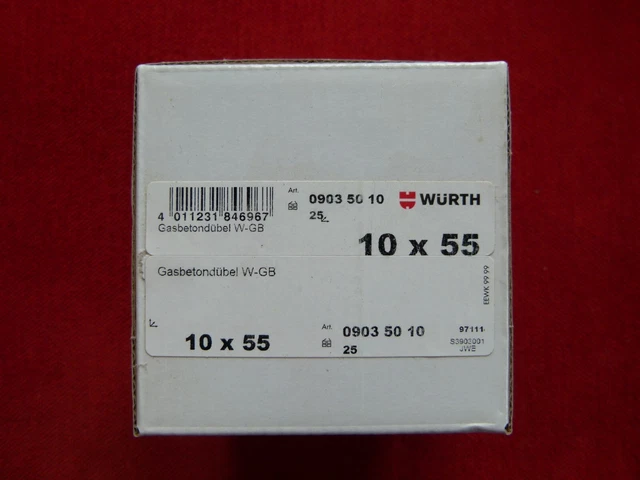 Art.
0903 50 10
WÜRTH
4 011231 846967
25
Gasbetondübel W-GB
10 x 55
Gasbetondübel W-GB
EEWK 99 99
10 x 55
Art.
0903 50 10
97111
25
S3903001
JWE